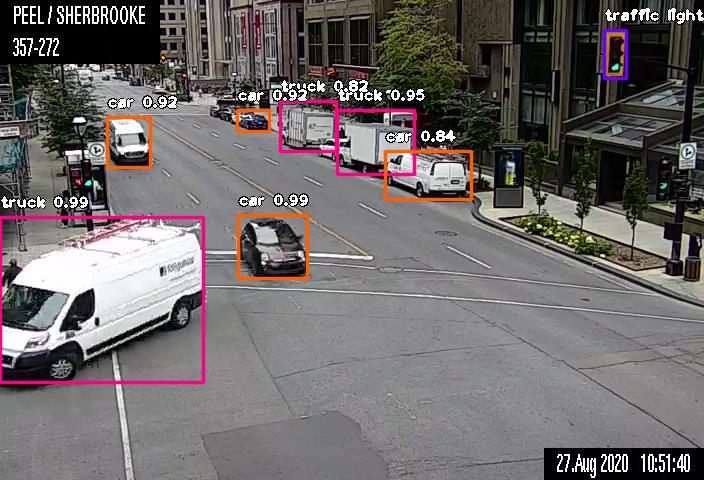 PEEL / SHERBROOKE
357-272
traffic light
truck 0.82
car 0.92
car 0.92
truck 0.95
car 0.84
truck 0.99
car 0.99
27.Aug 2020 10:51:40